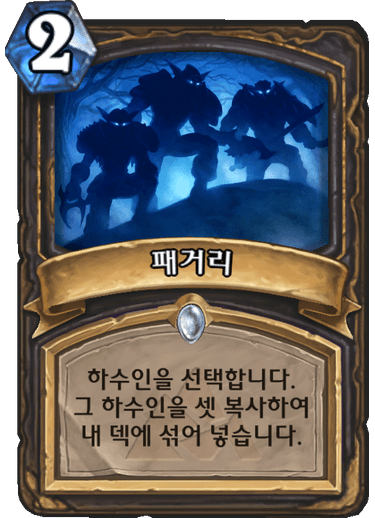 2
패거리
하수인을 선택합니다.
그 하수인을 셋 복사하여
내 덱에 섞어 넣습니다.